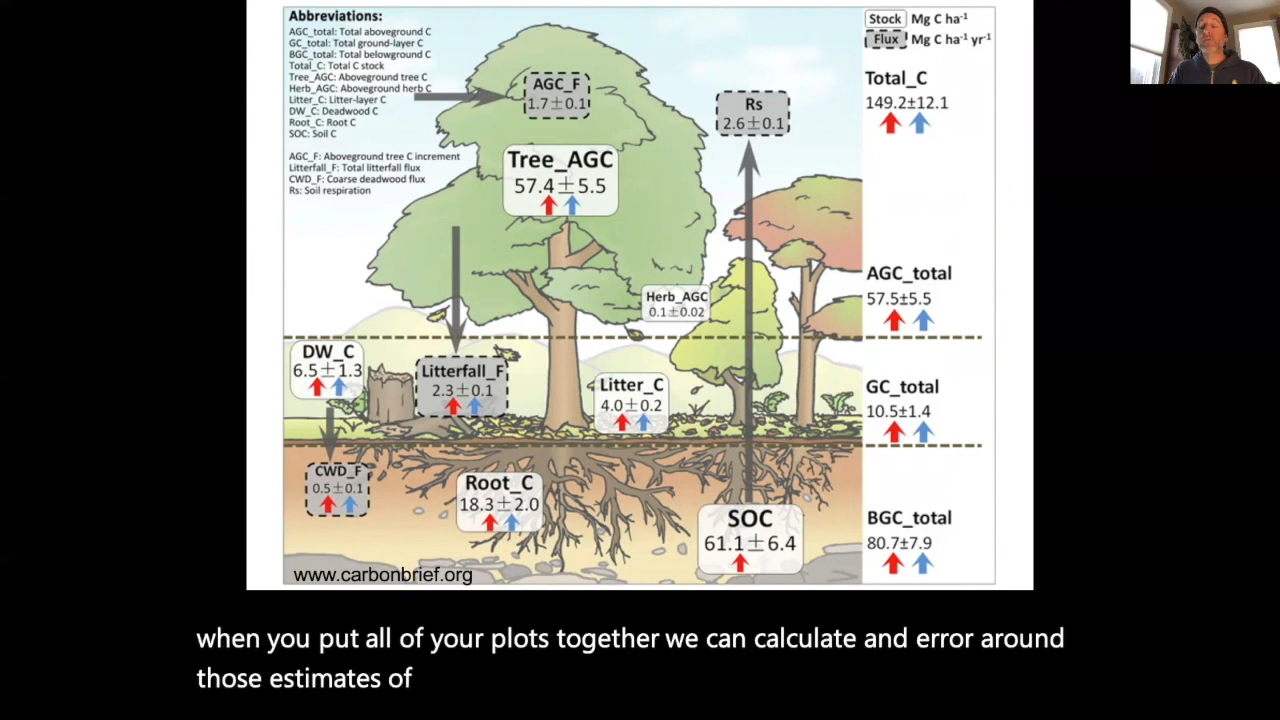 Abbreviations:
AGC_total: Total aboveground C
GC_total: Total ground-layer C
BGC_total: Total belowground C
Total_C: Total C stock
Tree_AGC: Aboveground tree C
Herb_AGC: Aboveground herb C
Litter_C: Litter-layer C
DW_C: Deadwood C
Root_C: Root C
SOC: Soil C
AGC_F: Aboveground tree C increment
Litterfall_F: Total litterfall flux
CWD_F: Coarse deadwood flux
Rs: Soil respiration
Stock Mg C ha⁻¹
Flux Mg C ha⁻¹ yr⁻¹
Total_C
149.2±12.1
AGC_F
1.7±0.1
Rs
2.6±0.1
Tree_AGC
57.4±5.5
Herb_AGC
0.1±0.02
AGC_total
57.5±5.5
DW_C
6.5±1.3
Litterfall_F
2.3±0.1
Litter_C
4.0±0.2
GC_total
10.5±1.4
CWD_F
0.5±0.1
Root_C
18.3±2.0
SOC
61.1±6.4
BGC_total
80.7±7.9
www.carbonbrief.org
when you put all of your plots together we can calculate and error around
those estimates of